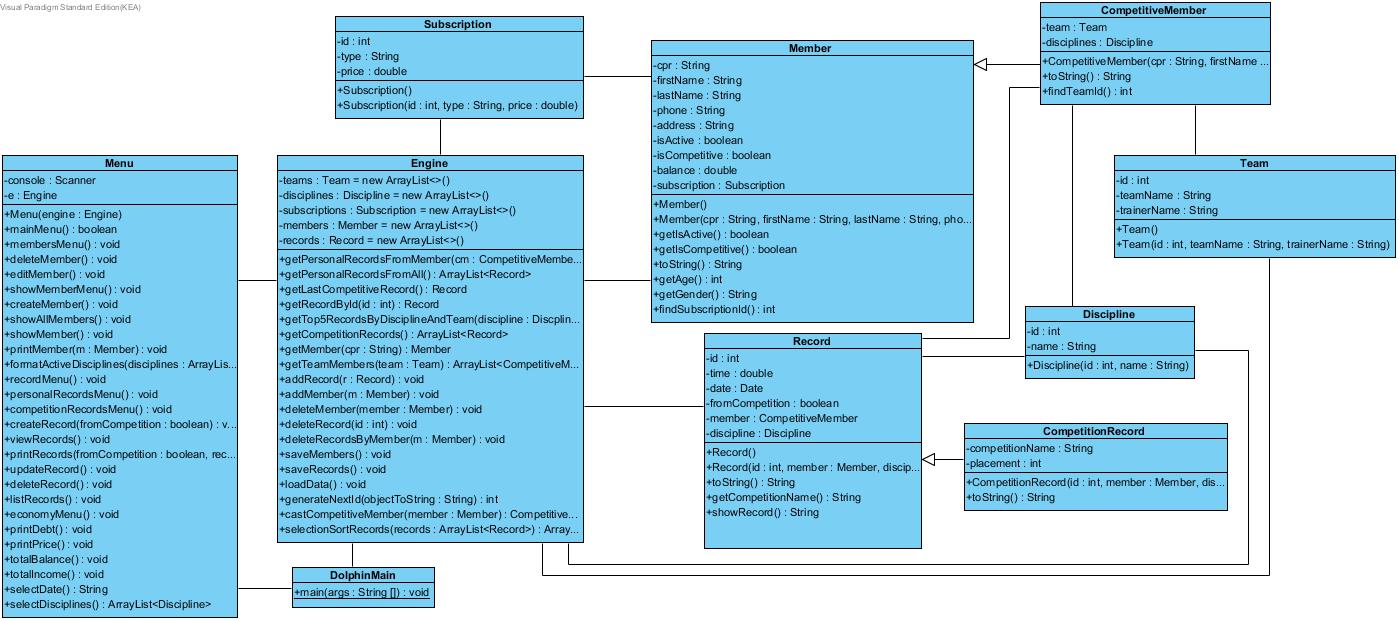 Visual Paradigm Standard Edition(KEA)
Subscription
-id : int
-type : String
-price : double
+Subscription()
+Subscription(id : int, type : String, price : double)
Member
-cpr : String
-firstName : String
-lastName : String
-phone : String
-address : String
-isActive : boolean
-isCompetitive : boolean
-balance : double
-subscription : Subscription
+Member()
+Member(cpr : String, firstName : String, lastName : String, pho...
+getIsActive() : boolean
+getIsCompetitive() : boolean
+toString() : String
+getAge() : int
+getGender() : String
+findSubscriptionId() : int
CompetitiveMember
-team : Team
-disciplines : Discipline
+CompetitiveMember(cpr : String, firstName ...
+toString() : String
+findTeamId() : int
Menu
-console : Scanner
-e : Engine
+Menu(engine : Engine)
+mainMenu() : boolean
+membersMenu() : void
+deleteMember() : void
+editMember() : void
+showMemberMenu() : void
+createMember() : void
+showAllMembers() : void
+showMember() : void
+printMember(m : Member) : void
+formatActiveDisciplines(disciplines : ArrayLis...
+recordMenu() : void
+personalRecordsMenu() : void
+competitionRecordsMenu() : void
+createRecord(fromCompetition : boolean) : v...
+viewRecords() : void
+printRecords(fromCompetition : boolean, rec...
+updateRecord() : void
+deleteRecord() : void
+listRecords() : void
+economyMenu() : void
+printDebt() : void
+printPrice() : void
+totalBalance() : void
+totalIncome() : void
+selectDate() : String
+selectDisciplines() : ArrayList<Discipline>
Engine
-teams : Team = new ArrayList<>()
-disciplines : Discipline = new ArrayList<>()
-subscriptions : Subscription = new ArrayList<>()
-members : Member = new ArrayList<>()
-records : Record = new ArrayList<>()
+getPersonalRecordsFromMember(cm : CompetitiveMembe...
+getPersonalRecordsFromAll() : ArrayList<Record>
+getLastCompetitiveRecord() : Record
+getRecordById(id : int) : Record
+getTop5RecordsByDisciplineAndTeam(discipline : Disciplin...
+getCompetitionRecords() : ArrayList<Record>
+getMember(cpr : String) : Member
+getTeamMembers(team : Team) : ArrayList<CompetitiveM...
+addRecord(r : Record) : void
+addMember(m : Member) : void
+deleteMember(member : Member) : void
+deleteRecord(id : int) : void
+deleteRecordsByMember(m : Member) : void
+saveMembers() : void
+saveRecords() : void
+loadData() : void
+generateNextId(objectToString : String) : int
+castCompetitiveMember(member : Member) : Competitive...
+selectionSortRecords(records : ArrayList<Record>) : Array...
Team
-id : int
-teamName : String
-trainerName : String
+Team()
+Team(id : int, teamName : String, trainerName : String)
Discipline
-id : int
-name : String
+Discipline(id : int, name : String)
Record
-id : int
-time : double
-date : Date
-fromCompetition : boolean
-member : CompetitiveMember
-discipline : Discipline
+Record()
+Record(id : int, member : Member, discip...
+toString() : String
+getCompetitionName() : String
+showRecord() : String
CompetitionRecord
-competitionName : String
-placement : int
+CompetitionRecord(id : int, member : Member, dis...
+toString() : String
DolphinMain
+main(args : String []) : void